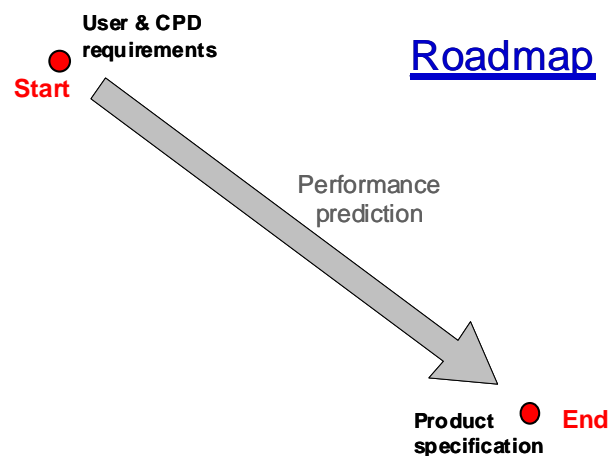 User & CPD
requirements
Roadmap
Start
Performance
prediction
Product
specification
End